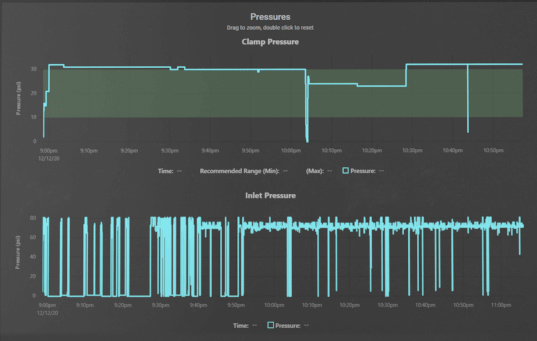 Pressures
Drag to zoom, double click to reset
Clamp Pressure
Pressure (psi)
30
20
10
0
9:00pm 9:10pm 9:20pm 9:30pm 9:40pm 9:50pm 10:00pm 10:10pm 10:20pm 10:30pm 10:40pm 10:50pm
12/12/20
Time: -- Recommended Range (Min): -- (Max): -- Pressure: --
Inlet Pressure
Pressure (psi)
80
60
40
20
0
9:00pm 9:10pm 9:20pm 9:30pm 9:40pm 9:50pm 10:00pm 10:10pm 10:20pm 10:30pm 10:40pm 10:50pm 11:00pm
12/12/20
Time: -- Pressure: --